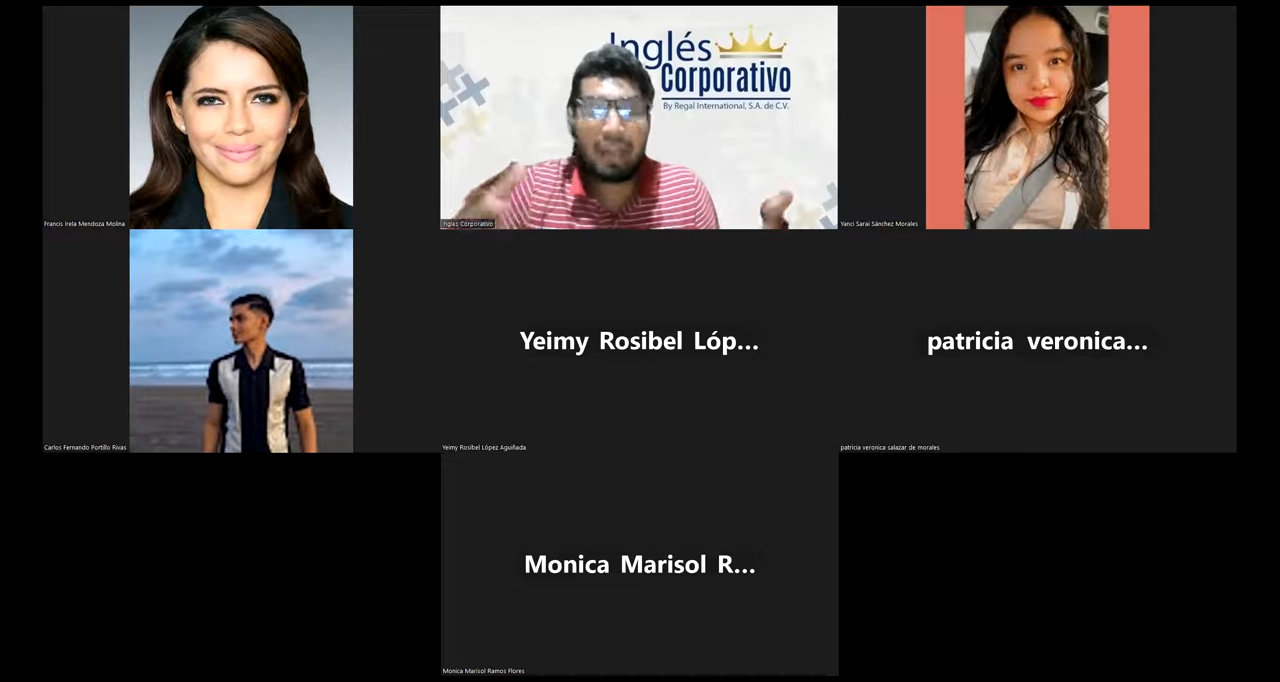 Inglés
Corporativo
By Regal International, S.A. de C.V.
Francis Irela Mendoza Molina
Ingles Corporativo
Yanci Sarai Sánchez Morales
Yeimy Rosibel Lóp...
patricia veronica...
Carlos Fernando Portillo Rivas
Yeimy Rosibel López Aguiñada
patricia veronica salazar de morales
Monica Marisol R...
Monica Marisol Ramos Flores